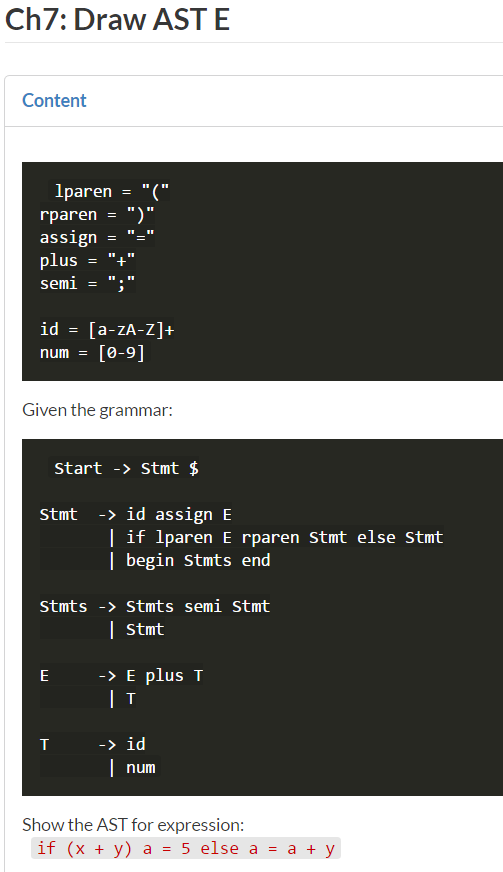 Ch7: Draw AST E
Content
lparen = "("
rparen = ")"
assign = "="
plus = "+"
semi = ";"
id = [a-zA-Z]+
num = [0-9]
Given the grammar:
Start -> Stmt $
Stmt -> id assign E
| if lparen E rparen Stmt else Stmt
| begin Stmts end
Stmts -> Stmts semi Stmt
| Stmt
E -> E plus T
| T
T -> id
| num
Show the AST for expression:
if (x + y) a = 5 else a = a + y